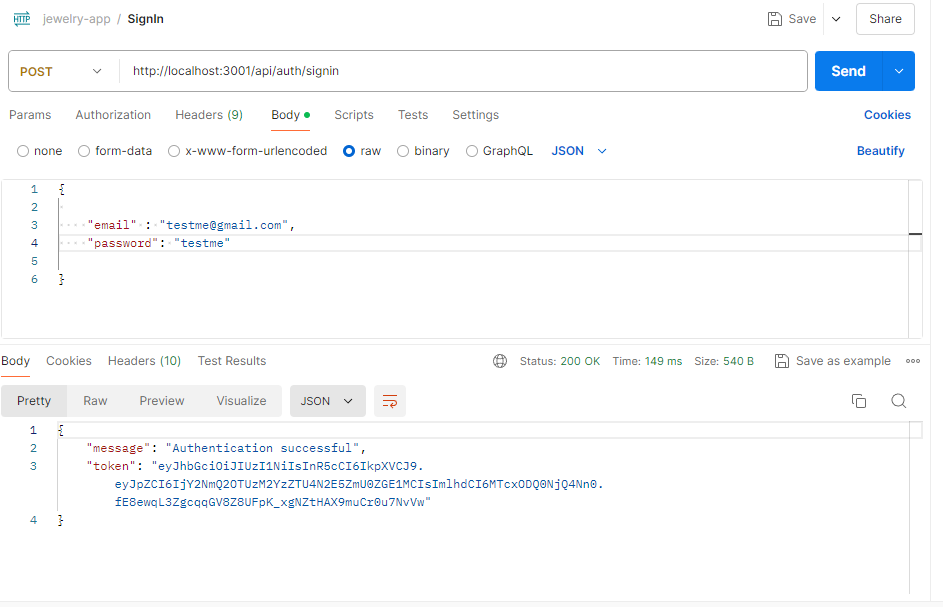 HTTP jewelry-app / SignIn Save Share
POST http://localhost:3001/api/auth/signin Send
Params Authorization Headers (9) Body Scripts Tests Settings Cookies
none form-data x-www-form-urlencoded raw binary GraphQL JSON Beautify
1 {
2
3 "email" : "testme@gmail.com",
4 "password": "testme"
5
6 }
Body Cookies Headers (10) Test Results Status: 200 OK Time: 149 ms Size: 540 B Save as example
Pretty Raw Preview Visualize JSON
1 {
2 "message": "Authentication successful",
3 "token": "eyJhbGciOiJIUzI1NiIsInR5cCI6IkpXVCJ9.
eyJpZCI6IjY2NmQ2OTUzM2YzZTU4N2E5ZmU0ZGE1MCIsImlhdCI6MTcxODQ0NjQ4Nn0.
fE8ewqL3ZgcqqGV8Z8UFpK_xgNZtHAX9muCr0u7NvVw"
4 }